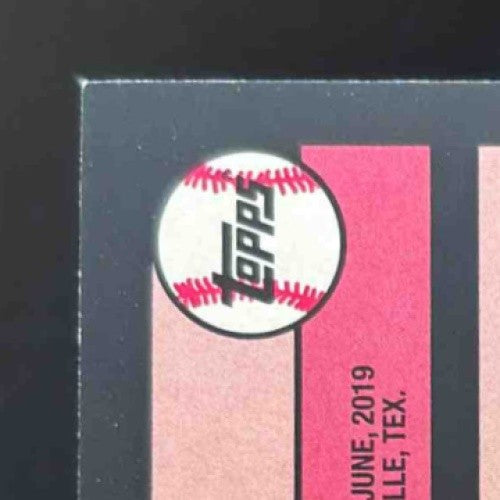 topps
JUNE, 2019
LLE, TEX.